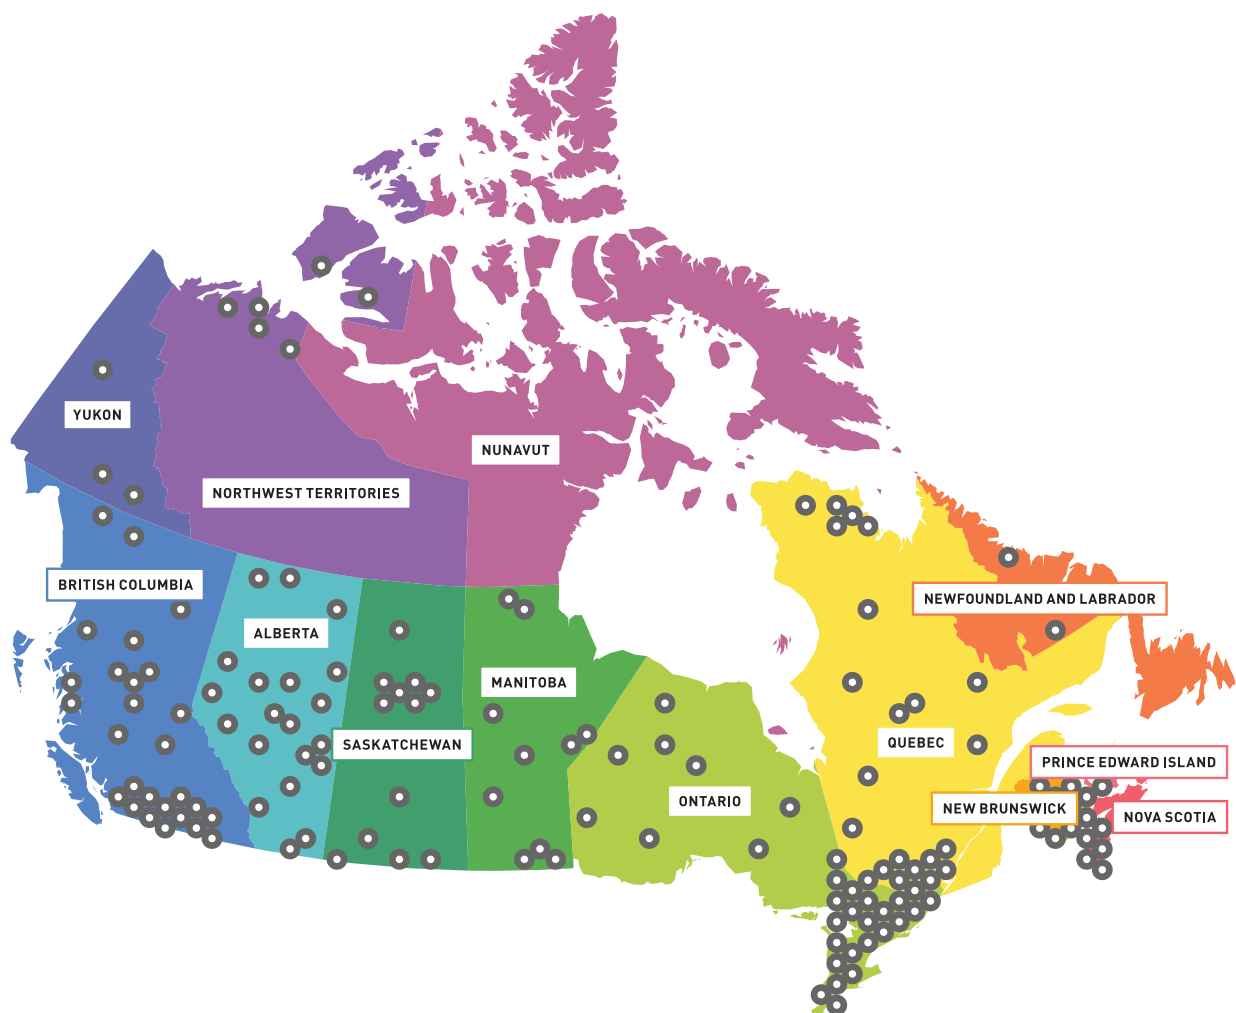 YUKON
NUNAVUT
NORTHWEST TERRITORIES
BRITISH COLUMBIA
NEWFOUNDLAND AND LABRADOR
ALBERTA
MANITOBA
SASKATCHEWAN
QUEBEC
PRINCE EDWARD ISLAND
ONTARIO
NEW BRUNSWICK
NOVA SCOTIA